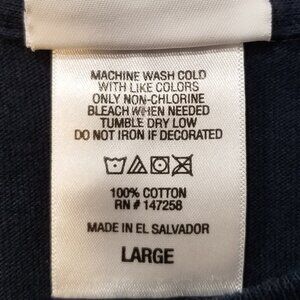 MACHINE WASH COLD
WITH LIKE COLORS
ONLY NON-CHLORINE
BLEACH WHEN NEEDED
TUMBLE DRY LOW
DO NOT IRON IF DECORATED
100% COTTON
RN # 147258
MADE IN EL SALVADOR
LARGE